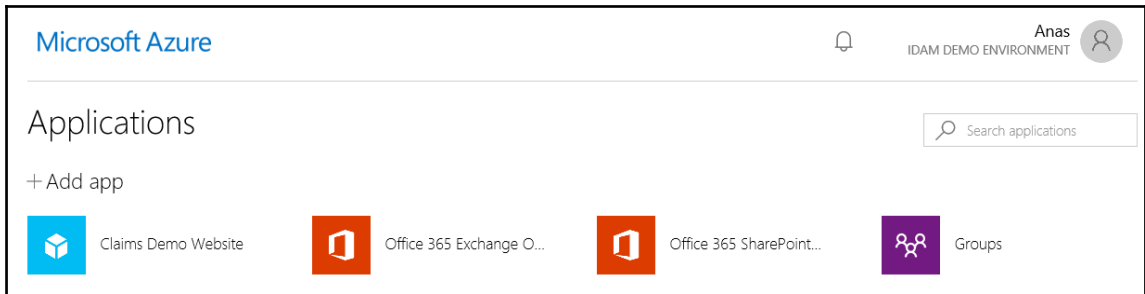 Microsoft Azure
Anas
IDAM DEMO ENVIRONMENT
Applications
Search applications
+Add app
Claims Demo Website
Office 365 Exchange O...
Office 365 SharePoint...
Groups